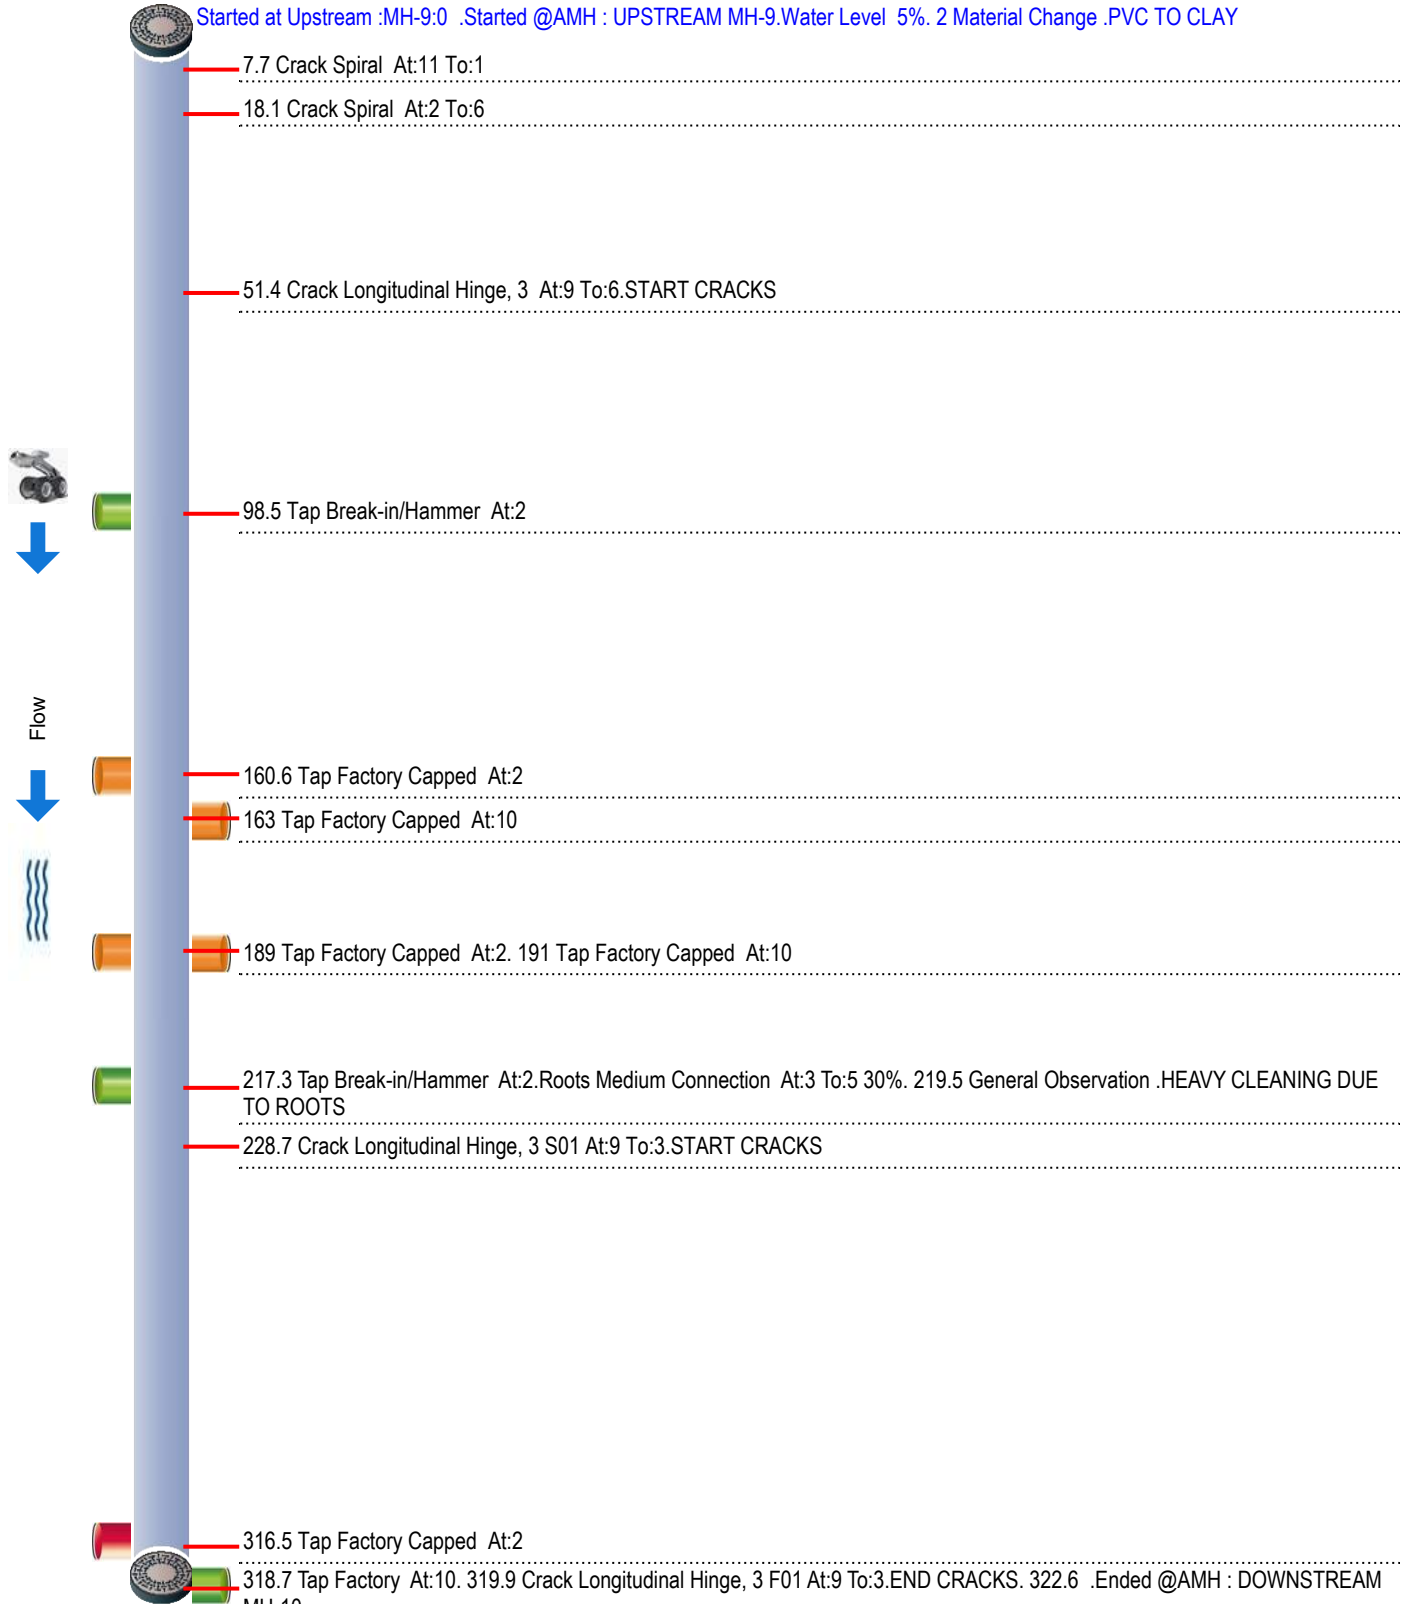 Started at Upstream :MH-9:0 .Started @AMH : UPSTREAM MH-9.Water Level 5%. 2 Material Change .PVC TO CLAY
7.7 Crack Spiral At:11 To:1
18.1 Crack Spiral At:2 To:6
51.4 Crack Longitudinal Hinge, 3 At:9 To:6.START CRACKS
98.5 Tap Break-in/Hammer At:2
Flow
160.6 Tap Factory Capped At:2
163 Tap Factory Capped At:10
189 Tap Factory Capped At:2. 191 Tap Factory Capped At:10
217.3 Tap Break-in/Hammer At:2.Roots Medium Connection At:3 To:5 30%. 219.5 General Observation .HEAVY CLEANING DUE
TO ROOTS
228.7 Crack Longitudinal Hinge, 3 S01 At:9 To:3.START CRACKS
316.5 Tap Factory Capped At:2
318.7 Tap Factory At:10. 319.9 Crack Longitudinal Hinge, 3 F01 At:9 To:3.END CRACKS. 322.6 .Ended @AMH : DOWNSTREAM